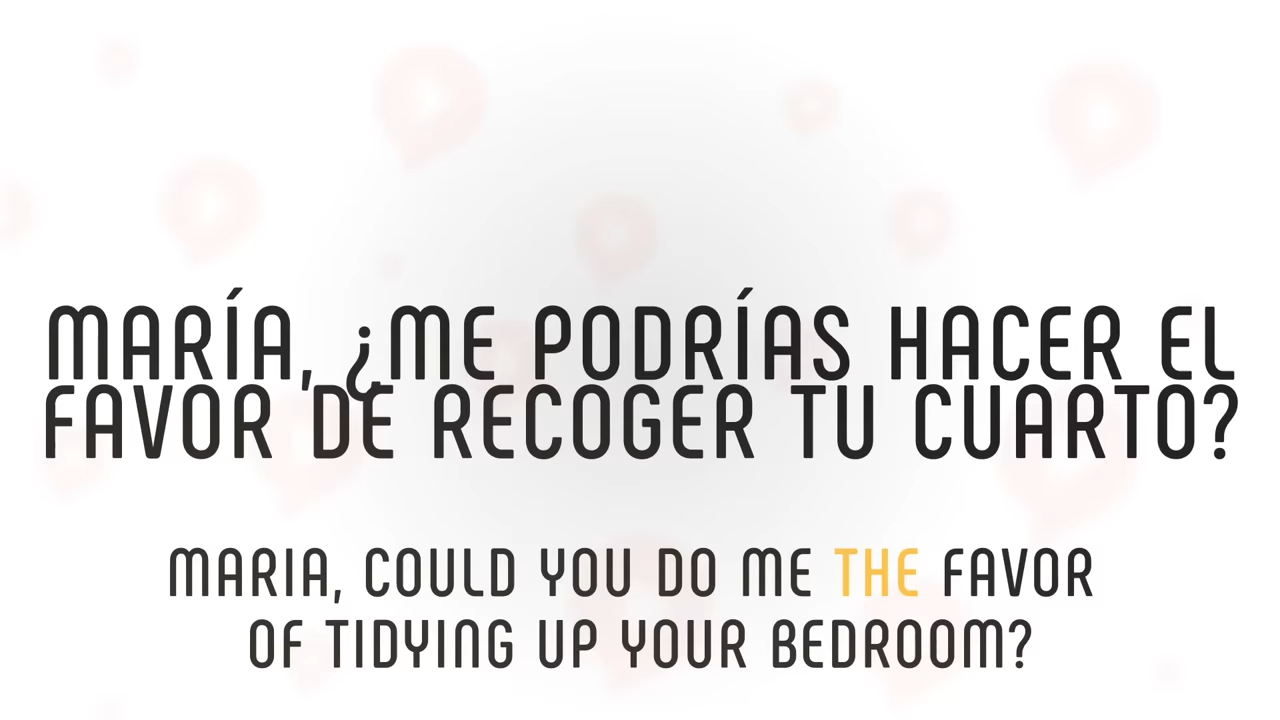 MARÍA, ¿ME PODRÍAS HACER EL
FAVOR DE RECOGER TU CUARTO?
MARIA, COULD YOU DO ME THE FAVOR
OF TIDYING UP YOUR BEDROOM?